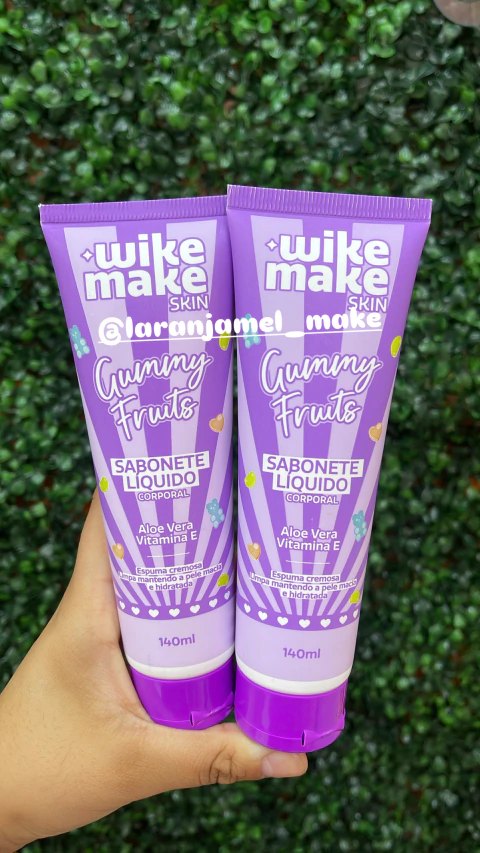 wike
make
SKIN
Gummy
Fruits
SABONETE
LÍQUIDO
CORPORAL
Aloe Vera
Vitamina E
Espuma cremosa
Limpa mantendo a pele macia
e hidratada
140ml
wike
make
SKIN
@laranjamel_make
Gummy
Fruits
SABONETE
LÍQUIDO
CORPORAL
Aloe Vera
Vitamina E
Espuma cremosa
Limpa mantendo a pele macia
e hidratada
140ml